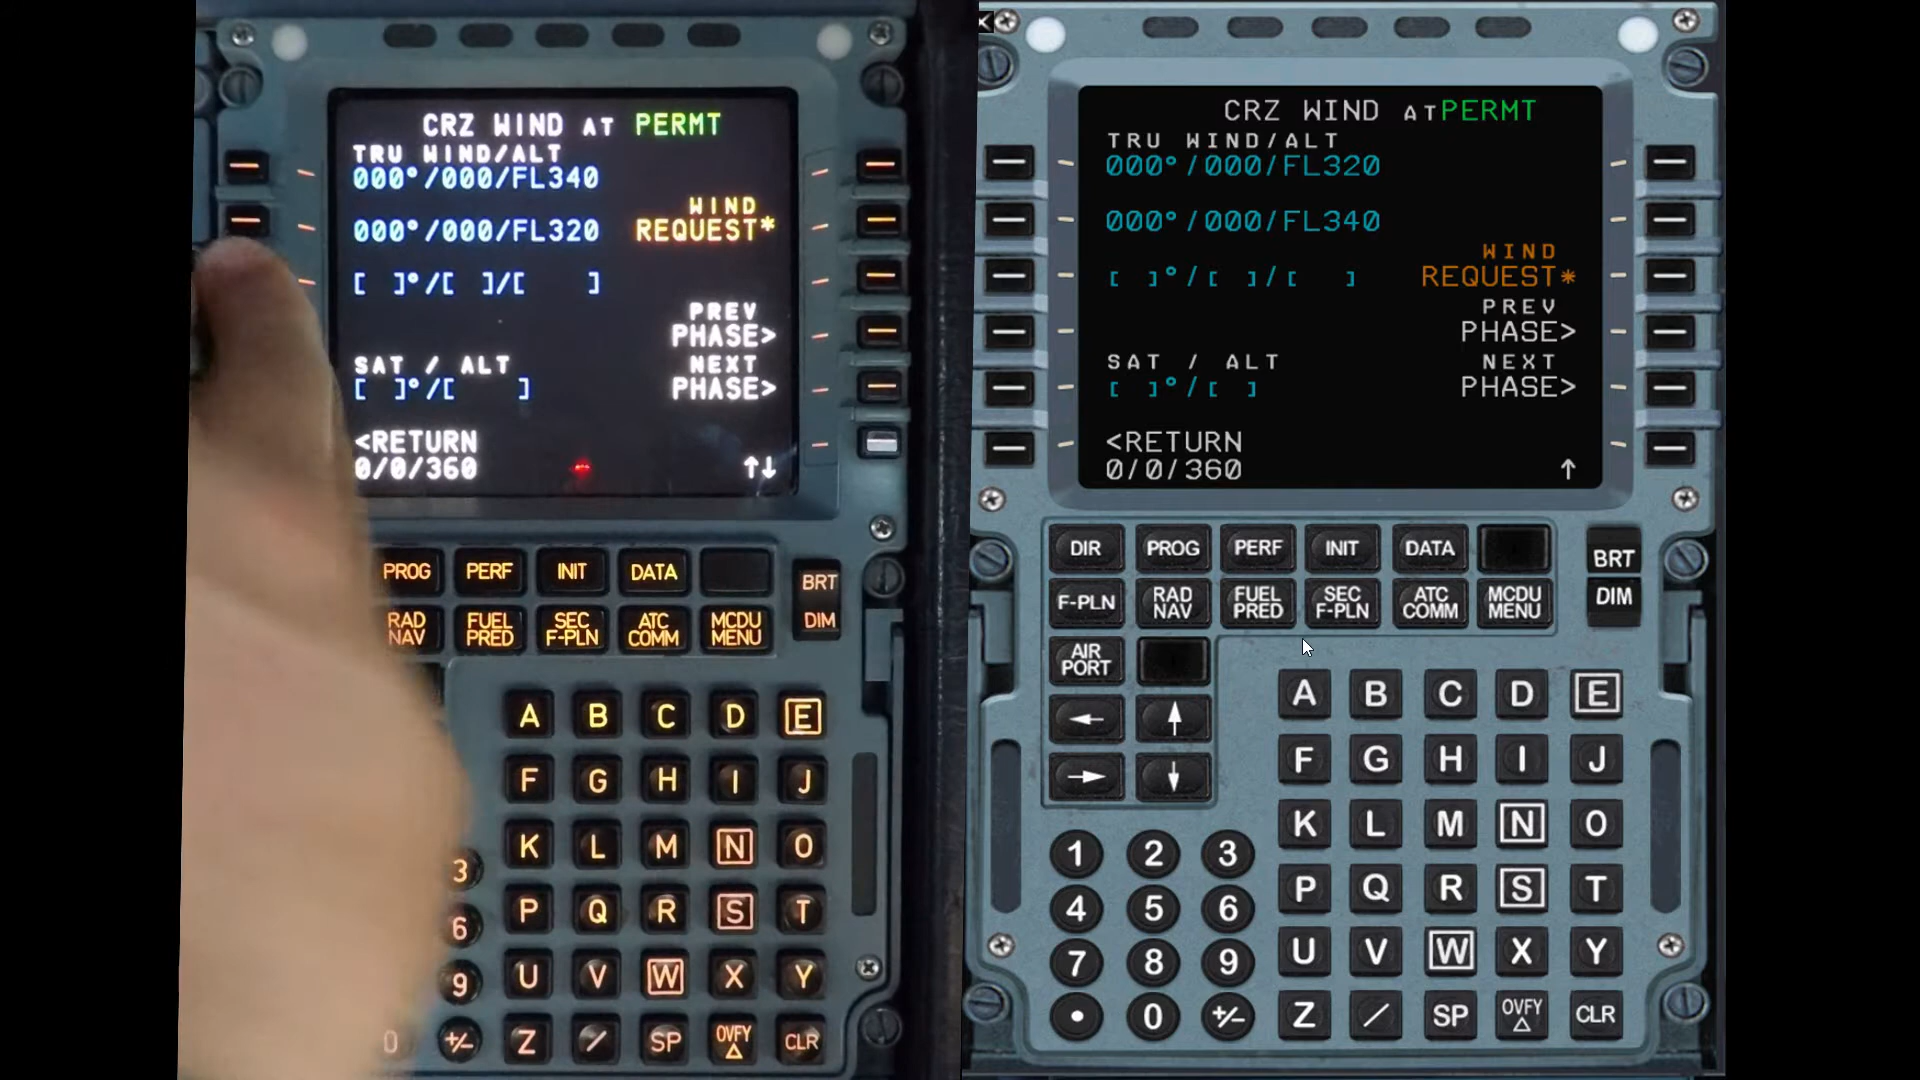 CRZ WIND AT PERMT
TRU WIND/ALT
000°/000/FL340
WIND
000°/000/FL320 REQUEST*
[ ]°/[ ]/[ ]
PREV
PHASE>
SAT / ALT NEXT
[ ]°/[ ] PHASE>
<RETURN
0/0/360 ↑↓
PROG PERF INIT DATA
BRT
RAD NAV FUEL PRED SEC F-PLN ATC COMM MCDU MENU
DIM
A B C D E
F G H I J
3 K L M N O
6 P Q R S T
9 U V W X Y
0 +/- Z / SP OVFY △ CLR
CRZ WIND AT PERMT
TRU WIND/ALT
000°/000/FL320
000°/000/FL340
WIND
[ ]°/[ ]/[ ] REQUEST*
PREV
PHASE>
SAT / ALT NEXT
[ ]°/[ ] PHASE>
<RETURN
0/0/360 ↑
DIR PROG PERF INIT DATA
BRT
F-PLN RAD NAV FUEL PRED SEC F-PLN ATC COMM MCDU MENU
DIM
AIR PORT
← ↑
→ ↓
A B C D E
F G H I J
K L M N O
P Q R S T
U V W X Y
Z / SP OVFY △ CLR
1 2 3
4 5 6
7 8 9
• 0 +/-